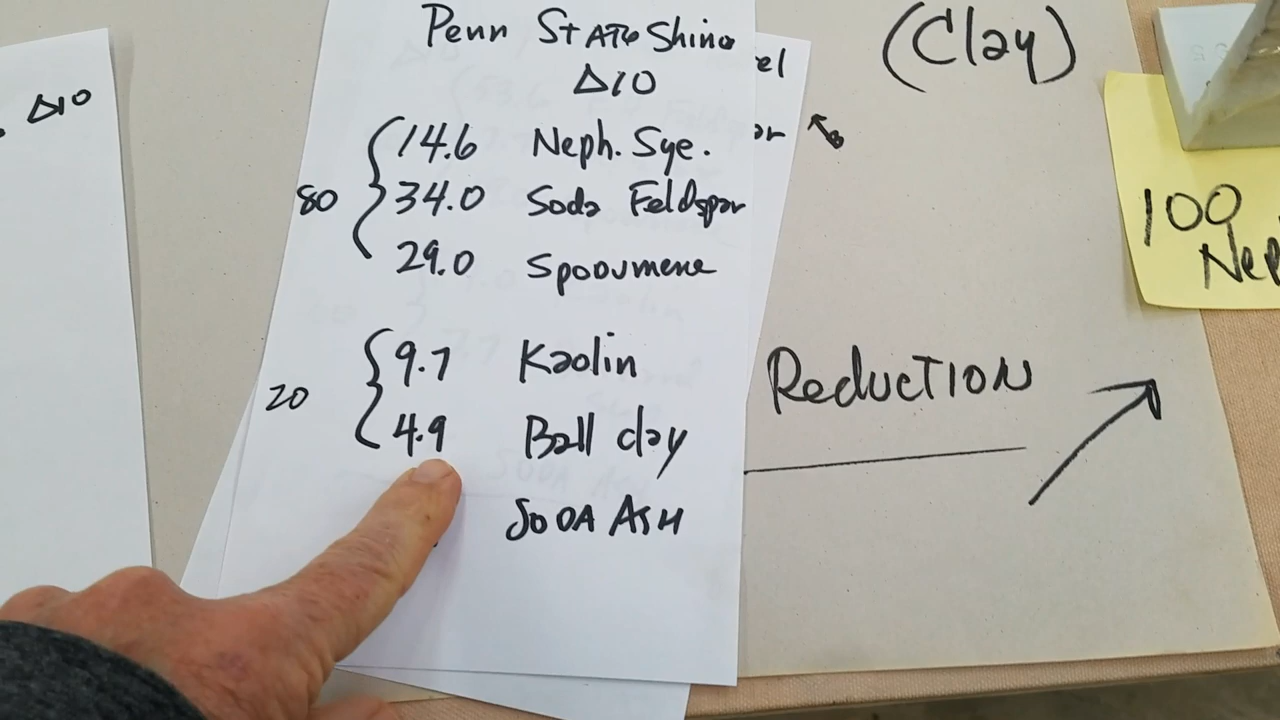 Penn State Shino
Δ10
80
14.6 Neph. Sye.
34.0 Soda Feldspar
29.0 Spodumene
20
9.7 Kaolin
4.9 Ball clay
SODA ASH
Δ10
el
or
(Clay)
100
Nep
REDUCTION